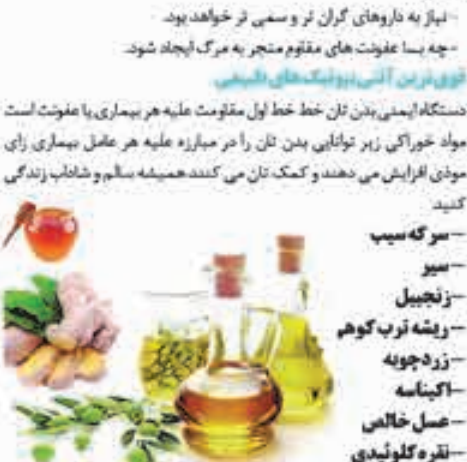 -نیاز به داروهای گران تر و سمی تر خواهد بود.
-چه بسا عفونت های مقاوم منجر به مرگ ایجاد شود.
قوی ترین آنتی بیوتیک های طبیعی
دستگاه ایمنی بدن تان خط خط اول مقاومت علیه هر بیماری یا عفونت است
مواد خوراکی زیر توانایی بدن تان را در مبارزه علیه هر عامل بیماری زای
موذی افزایش می دهند و کمک تان می کنند همیشه سالم و شاداب زندگی
کنید
-سرکه سیب
-سیر
-زنجبیل
-ریشه ترب کوهی
-زردچوبه
-اکیناسه
-عسل خالص
-نقره کلوئیدی